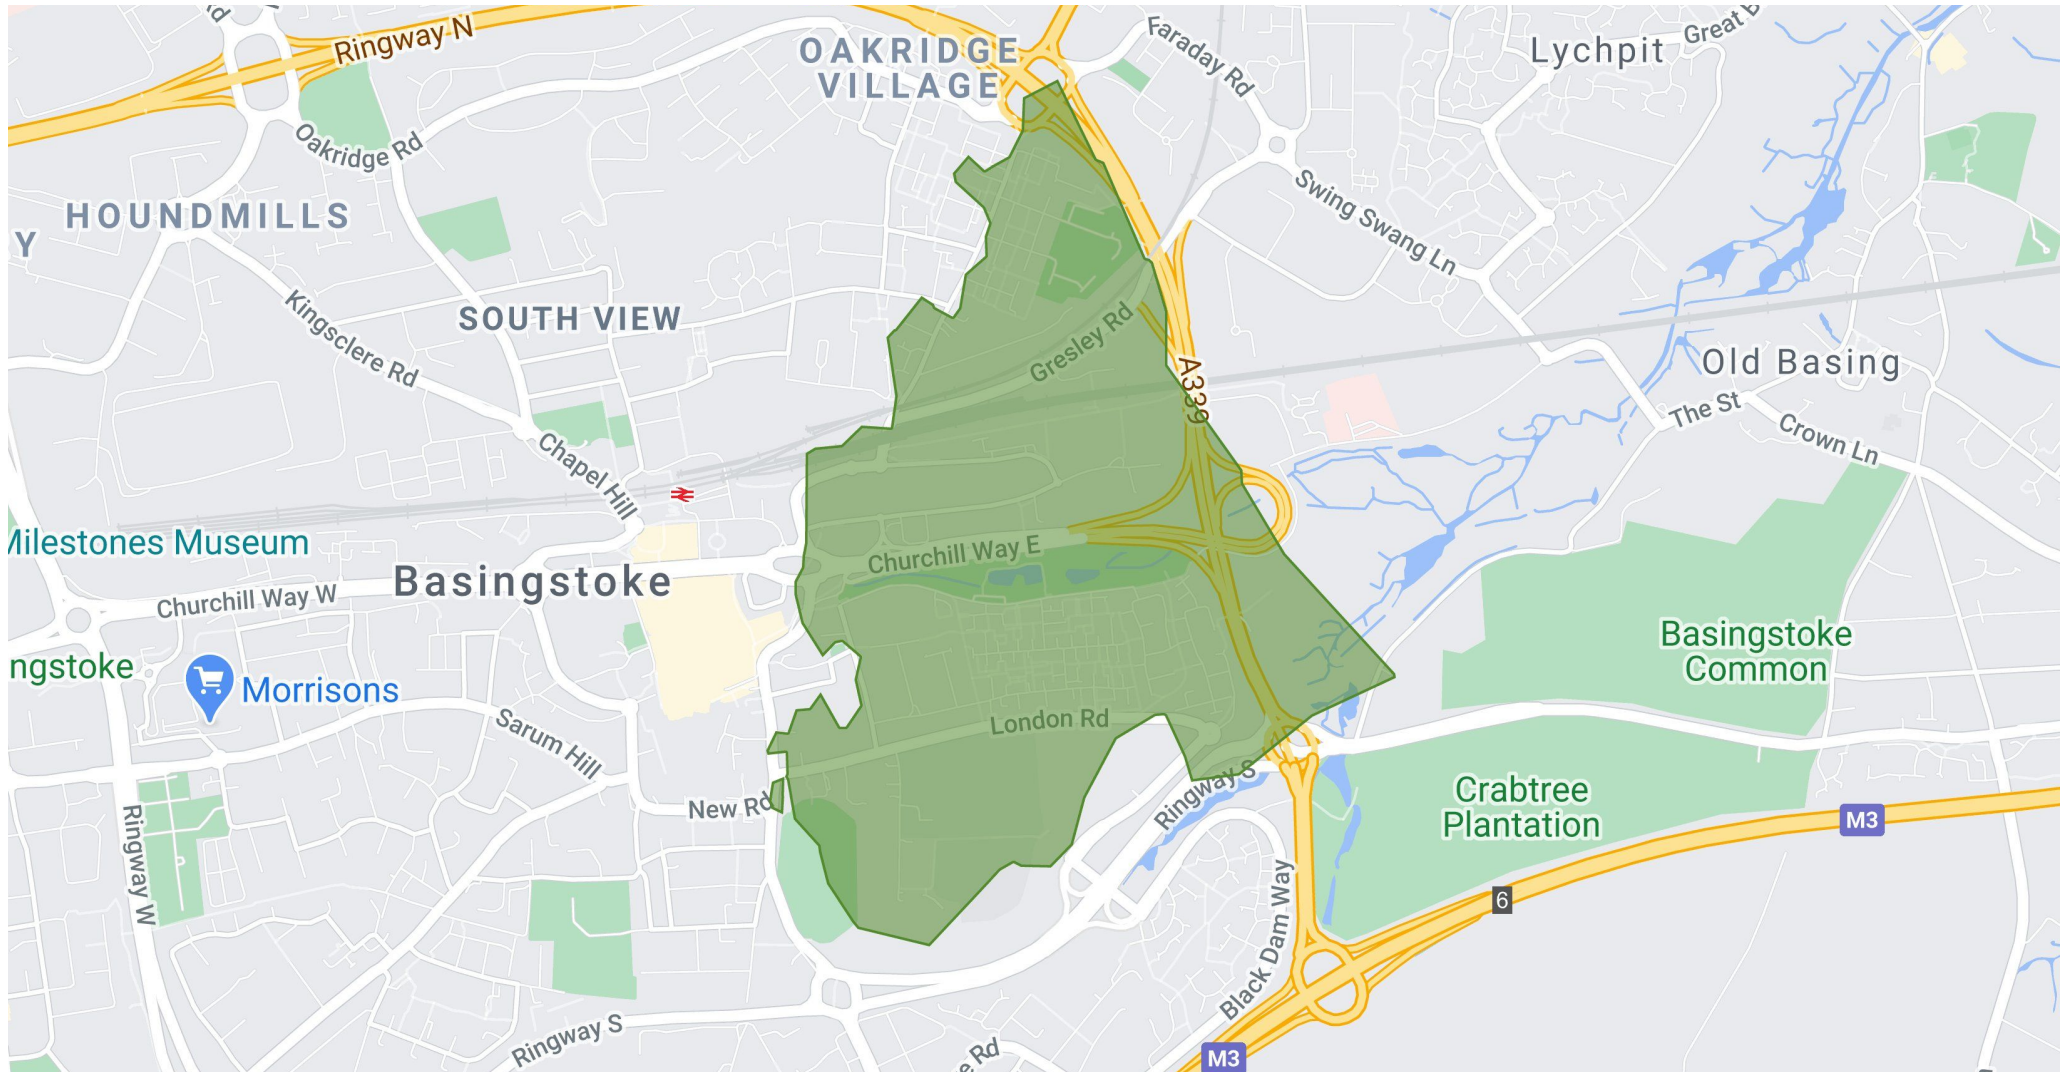 Rd
Ringway N
OAKRIDGE
VILLAGE
Faraday Rd
Lychpit
Great B
Oakridge Rd
HOUNDMILLS
Y
Swing Swang Ln
Kingsclere Rd
SOUTH VIEW
Gresley Rd
A339
Old Basing
The St
Crown Ln
Chapel Hill
Milestones Museum
Churchill Way E
Basingstoke
Churchill Way W
Basingstoke
Common
ngstoke
Morrisons
London Rd
Sarum Hill
Ringway S
New Rd
Crabtree
Plantation
M3
Ringway W
6
Black Dam Way
Ringway S
M3
e Rd